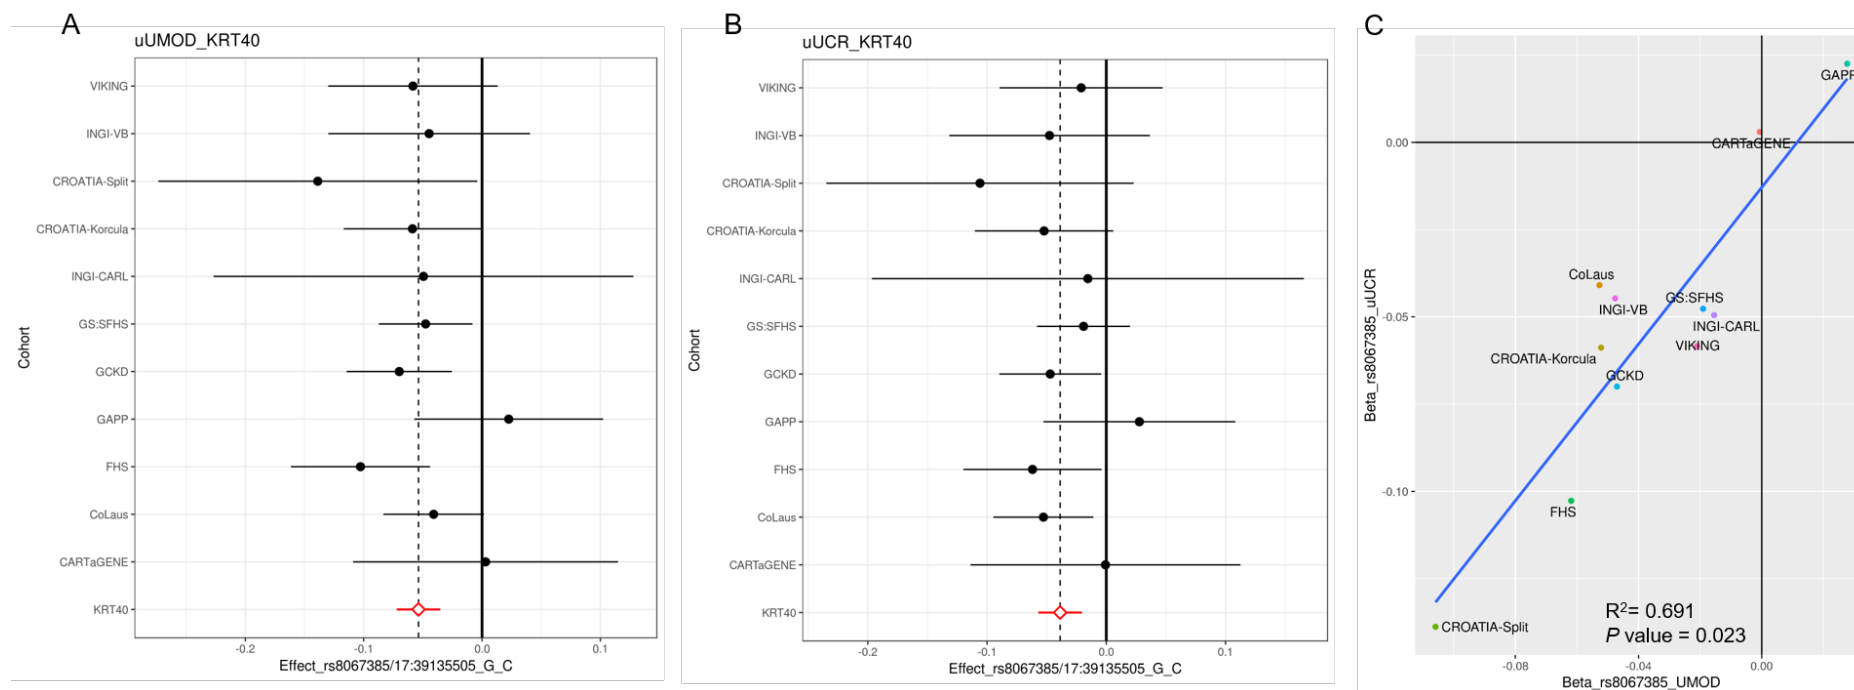 A
uUMOD_KRT40
VIKING
INGI-VB
CROATIA-Split
CROATIA-Korcula
INGI-CARL
GS:SFHS
GCKD
GAPP
FHS
CoLaus
CARTaGENE
KRT40
Cohort
-0.2 -0.1 0.0 0.1
Effect_rs8067385/17:39135505_G_C
B
uUCR_KRT40
VIKING
INGI-VB
CROATIA-Split
CROATIA-Korcula
INGI-CARL
GS:SFHS
GCKD
GAPP
FHS
CoLaus
CARTaGENE
KRT40
Cohort
-0.2 -0.1 0.0 0.1
Effect_rs8067385/17:39135505_G_C
C
GAPP
0.00
CARTaGENE
CoLaus
GS:SFHS
INGI-VB
-0.05
INGI-CARL
VIKING
CROATIA-Korcula
GCKD
Beta_rs8067385_uUCR
-0.10
FHS
R²= 0.691
CROATIA-Split
P value = 0.023
-0.08 -0.04 0.00
Beta_rs8067385_UMOD